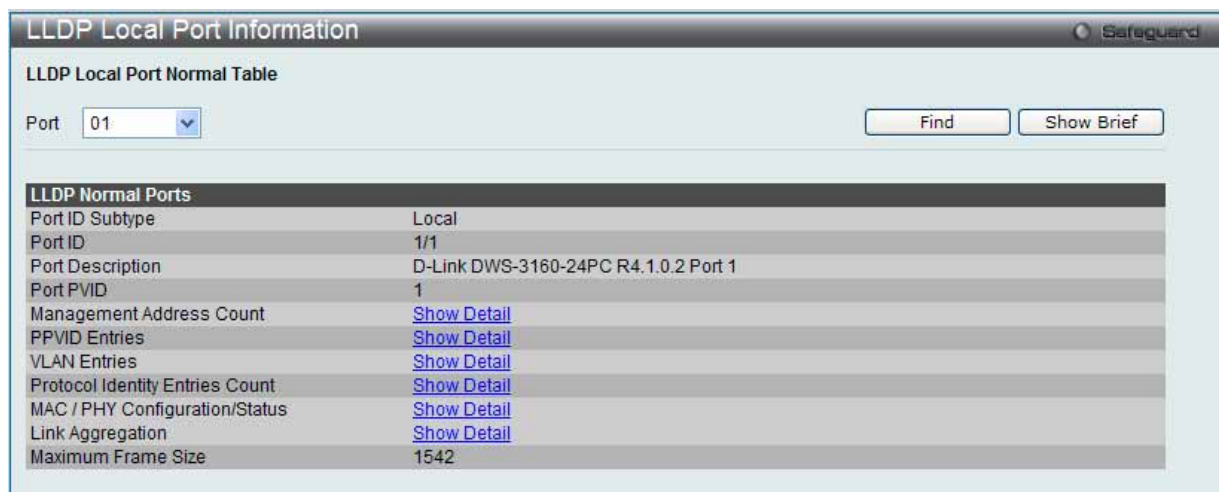 LLDP Local Port Information Safeguard
LLDP Local Port Normal Table
Port 01 Find Show Brief
LLDP Normal Ports
Port ID Subtype Local
Port ID 1/1
Port Description D-Link DWS-3160-24PC R4.1.0.2 Port 1
Port PVID 1
Management Address Count Show Detail
PPVID Entries Show Detail
VLAN Entries Show Detail
Protocol Identity Entries Count Show Detail
MAC / PHY Configuration/Status Show Detail
Link Aggregation Show Detail
Maximum Frame Size 1542